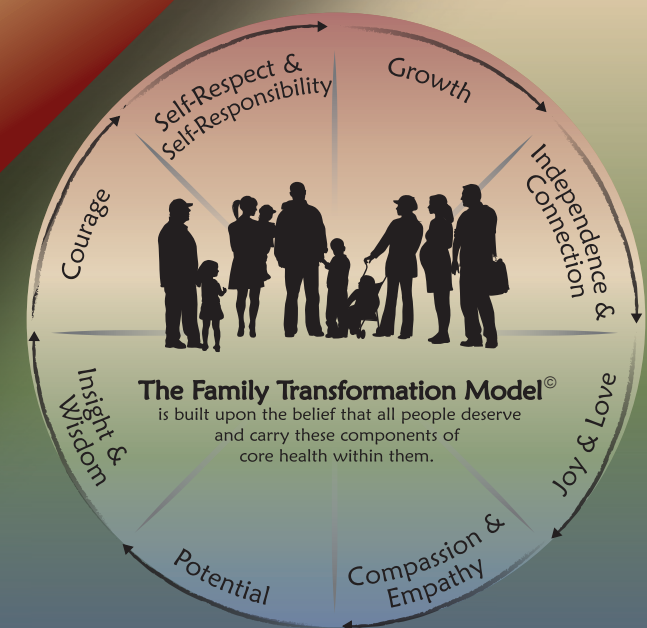 Self-Respect &
Self-Responsibility
Growth
Independence &
Connection
Joy & Love
Compassion &
Empathy
Potential
Insight &
Wisdom
Courage
The Family Transformation Model©
is built upon the belief that all people deserve
and carry these components of
core health within them.